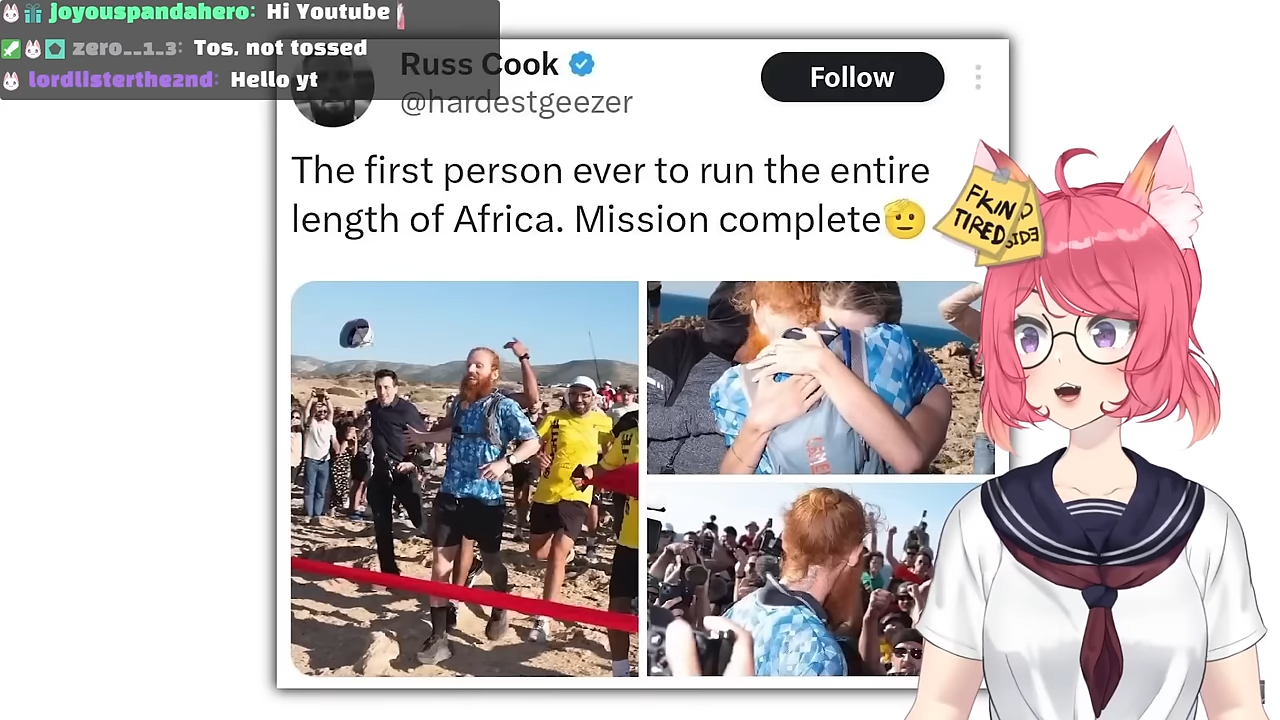 joyouspandahero: Hi Youtube
zero__1_3: Tos, not tossed
lordlisterthe2nd: Hello yt
Russ Cook
Follow
@hardestgeezer
The first person ever to run the entire
length of Africa. Mission complete🫡
FKIN
TIRED